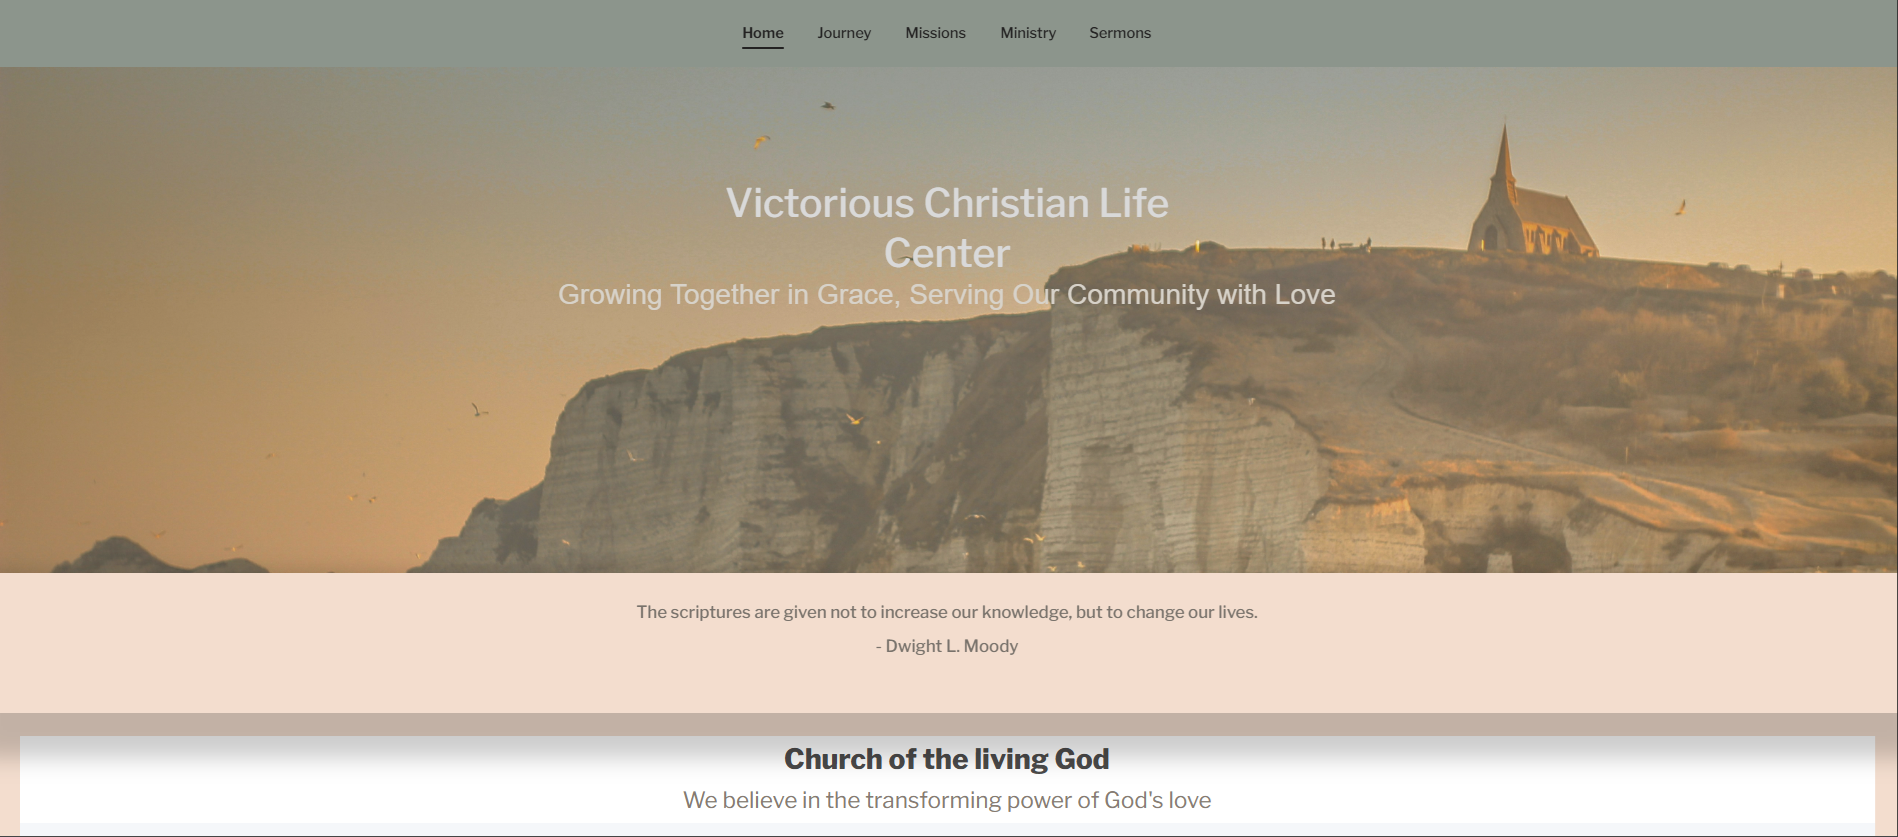 Home Journey Missions Ministry Sermons
Victorious Christian Life
Center
Growing Together in Grace, Serving Our Community with Love
The scriptures are given not to increase our knowledge, but to change our lives.
- Dwight L. Moody
Church of the living God
We believe in the transforming power of God's love